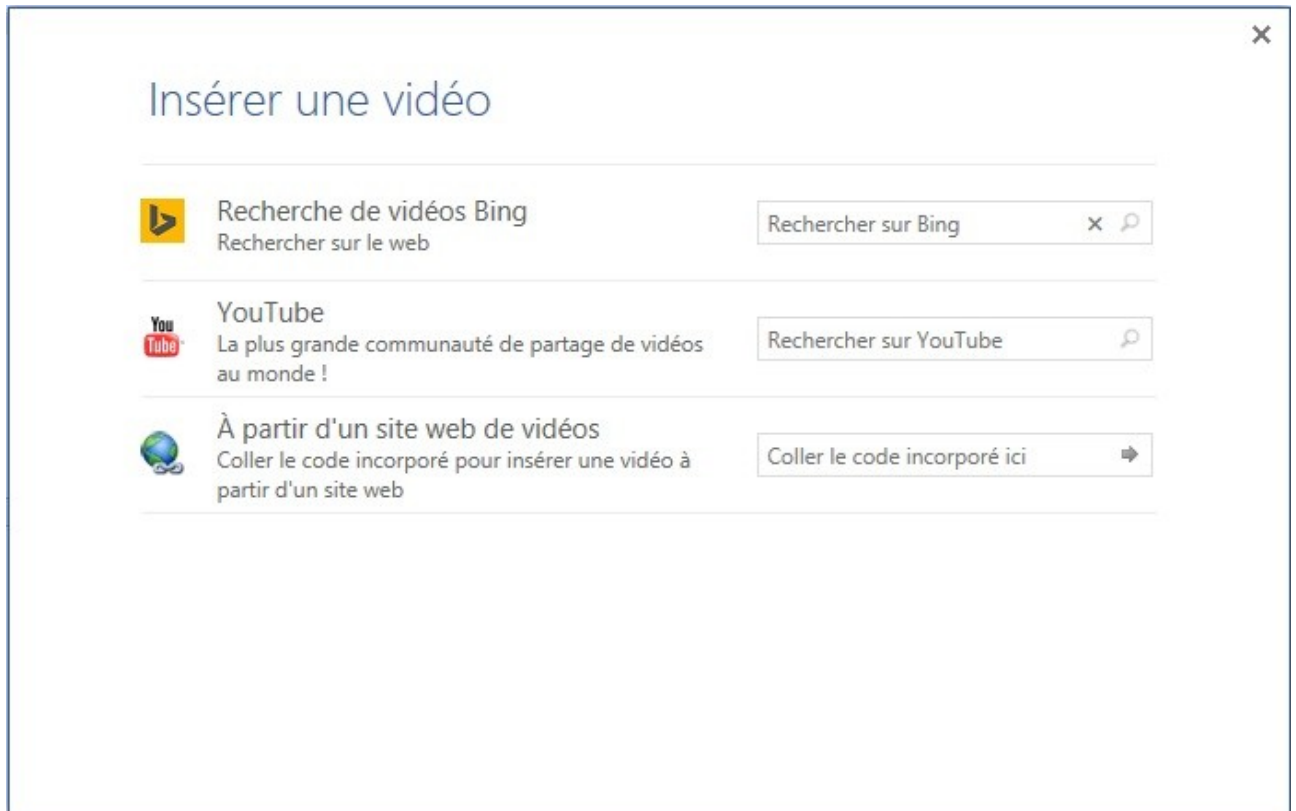 Insérer une vidéo
Recherche de vidéos Bing
Rechercher sur le web
Rechercher sur Bing
You
Tube
YouTube
La plus grande communauté de partage de vidéos
au monde !
Rechercher sur YouTube
À partir d'un site web de vidéos
Coller le code incorporé pour insérer une vidéo à
partir d'un site web
Coller le code incorporé ici